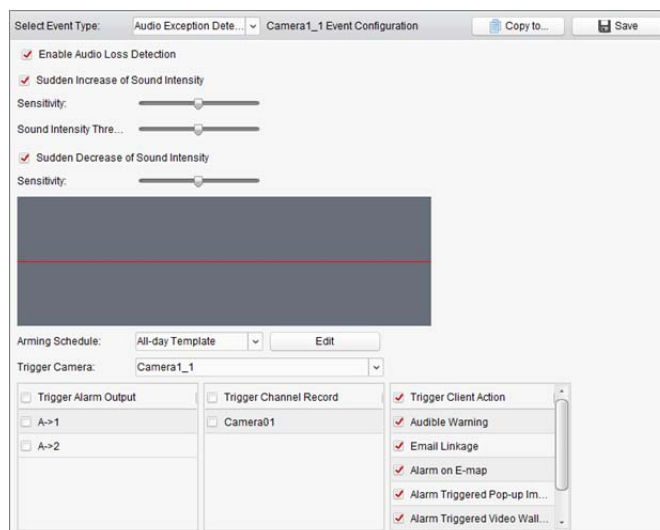 Select Event Type: Audio Exception Dete... Camera1_1 Event Configuration Copy to... Save
Enable Audio Loss Detection
Sudden Increase of Sound Intensity
Sensitivity:
Sound Intensity Thre...
Sudden Decrease of Sound Intensity
Sensitivity:
Arming Schedule: All-day Template Edit
Trigger Camera: Camera1_1
Trigger Alarm Output Trigger Channel Record Trigger Client Action
A->1 Camera01 Audible Warning
A->2 Email Linkage
Alarm on E-map
Alarm Triggered Pop-up Im...
Alarm Triggered Video Wall...